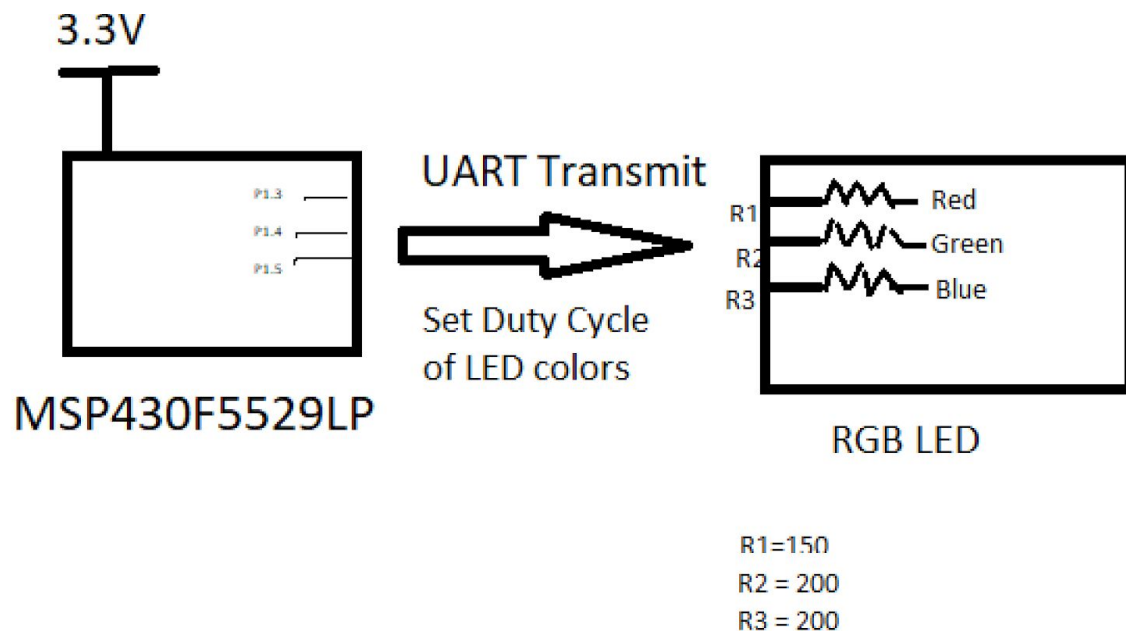 3.3V
P1.3
P1.4
P1.5
MSP430F5529LP
UART Transmit
Set Duty Cycle
of LED colors
R1
R2
R3
Red
Green
Blue
RGB LED
R1=150
R2 = 200
R3 = 200